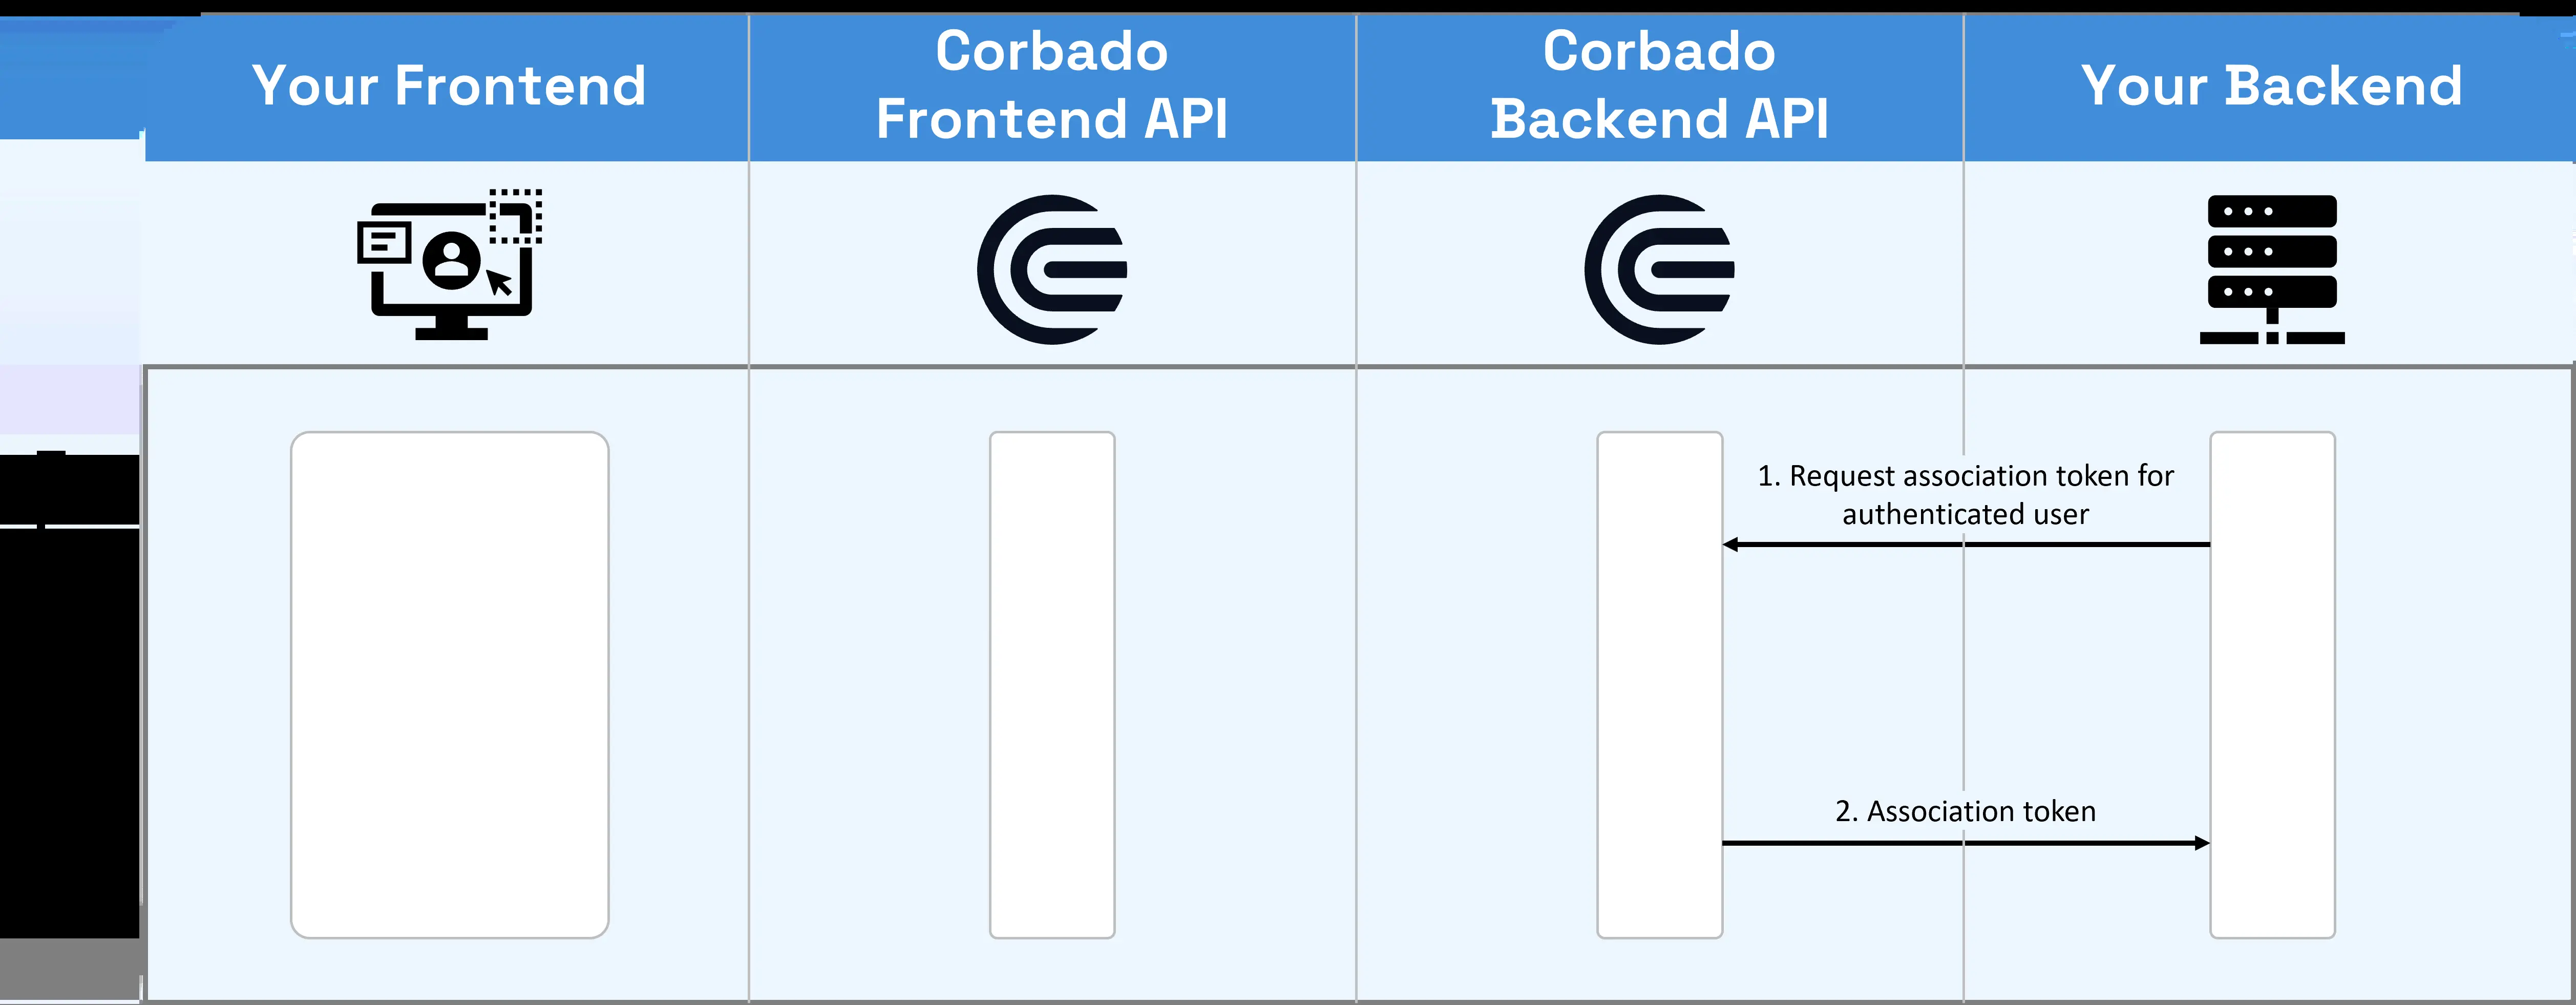 Your Frontend
Corbado
Frontend API
Corbado
Backend API
Your Backend
1. Request association token for
authenticated user
2. Association token